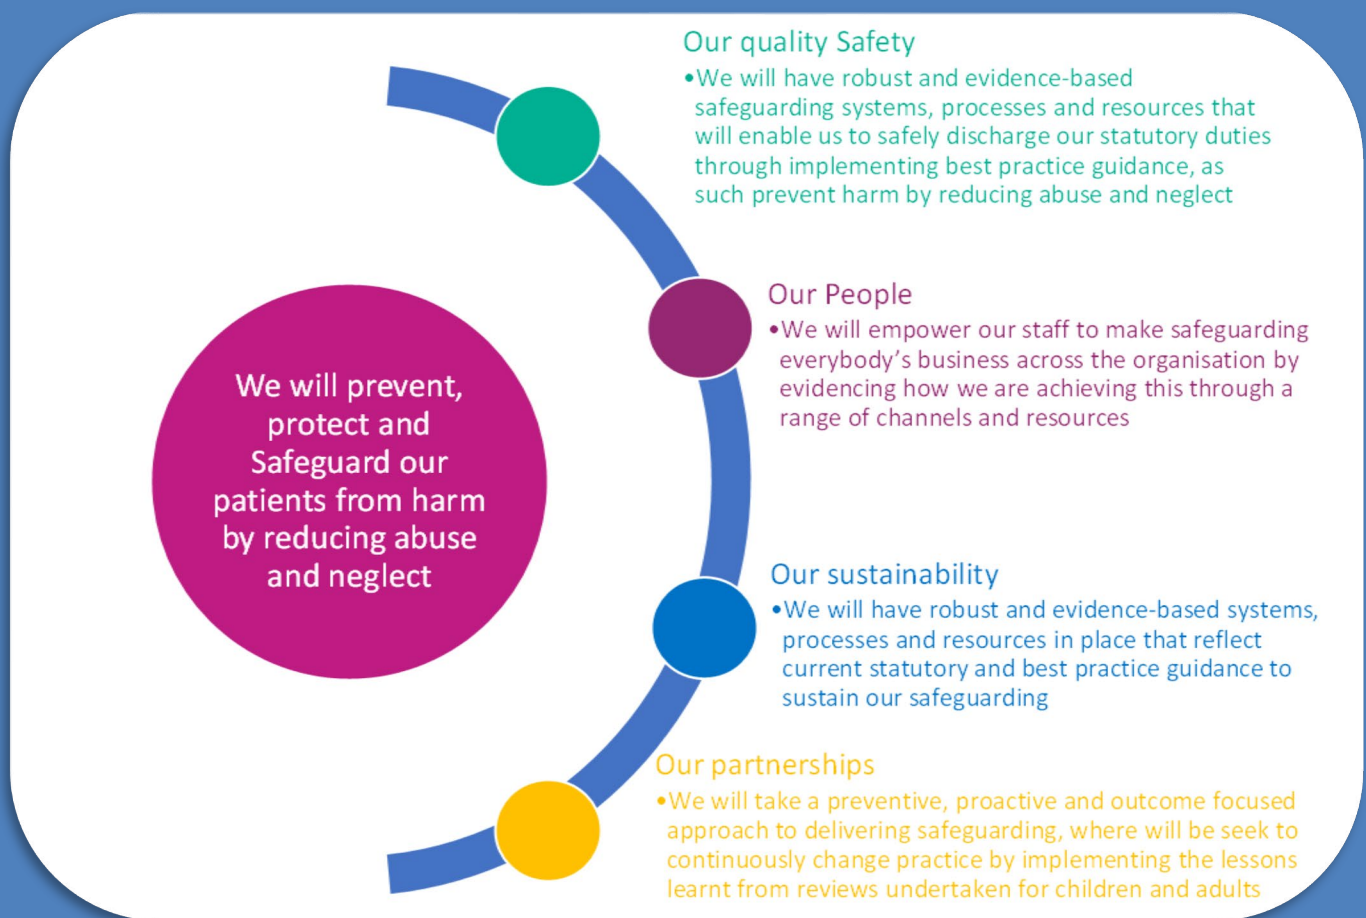 We will prevent,
protect and
Safeguard our
patients from harm
by reducing abuse
and neglect
Our quality Safety
•We will have robust and evidence-based
safeguarding systems, processes and resources that
will enable us to safely discharge our statutory duties
through implementing best practice guidance, as
such prevent harm by reducing abuse and neglect
Our People
•We will empower our staff to make safeguarding
everybody’s business across the organisation by
evidencing how we are achieving this through a
range of channels and resources
Our sustainability
•We will have robust and evidence-based systems,
processes and resources in place that reflect
current statutory and best practice guidance to
sustain our safeguarding
Our partnerships
•We will take a preventive, proactive and outcome focused
approach to delivering safeguarding, where will be seek to
continuously change practice by implementing the lessons
learnt from reviews undertaken for children and adults